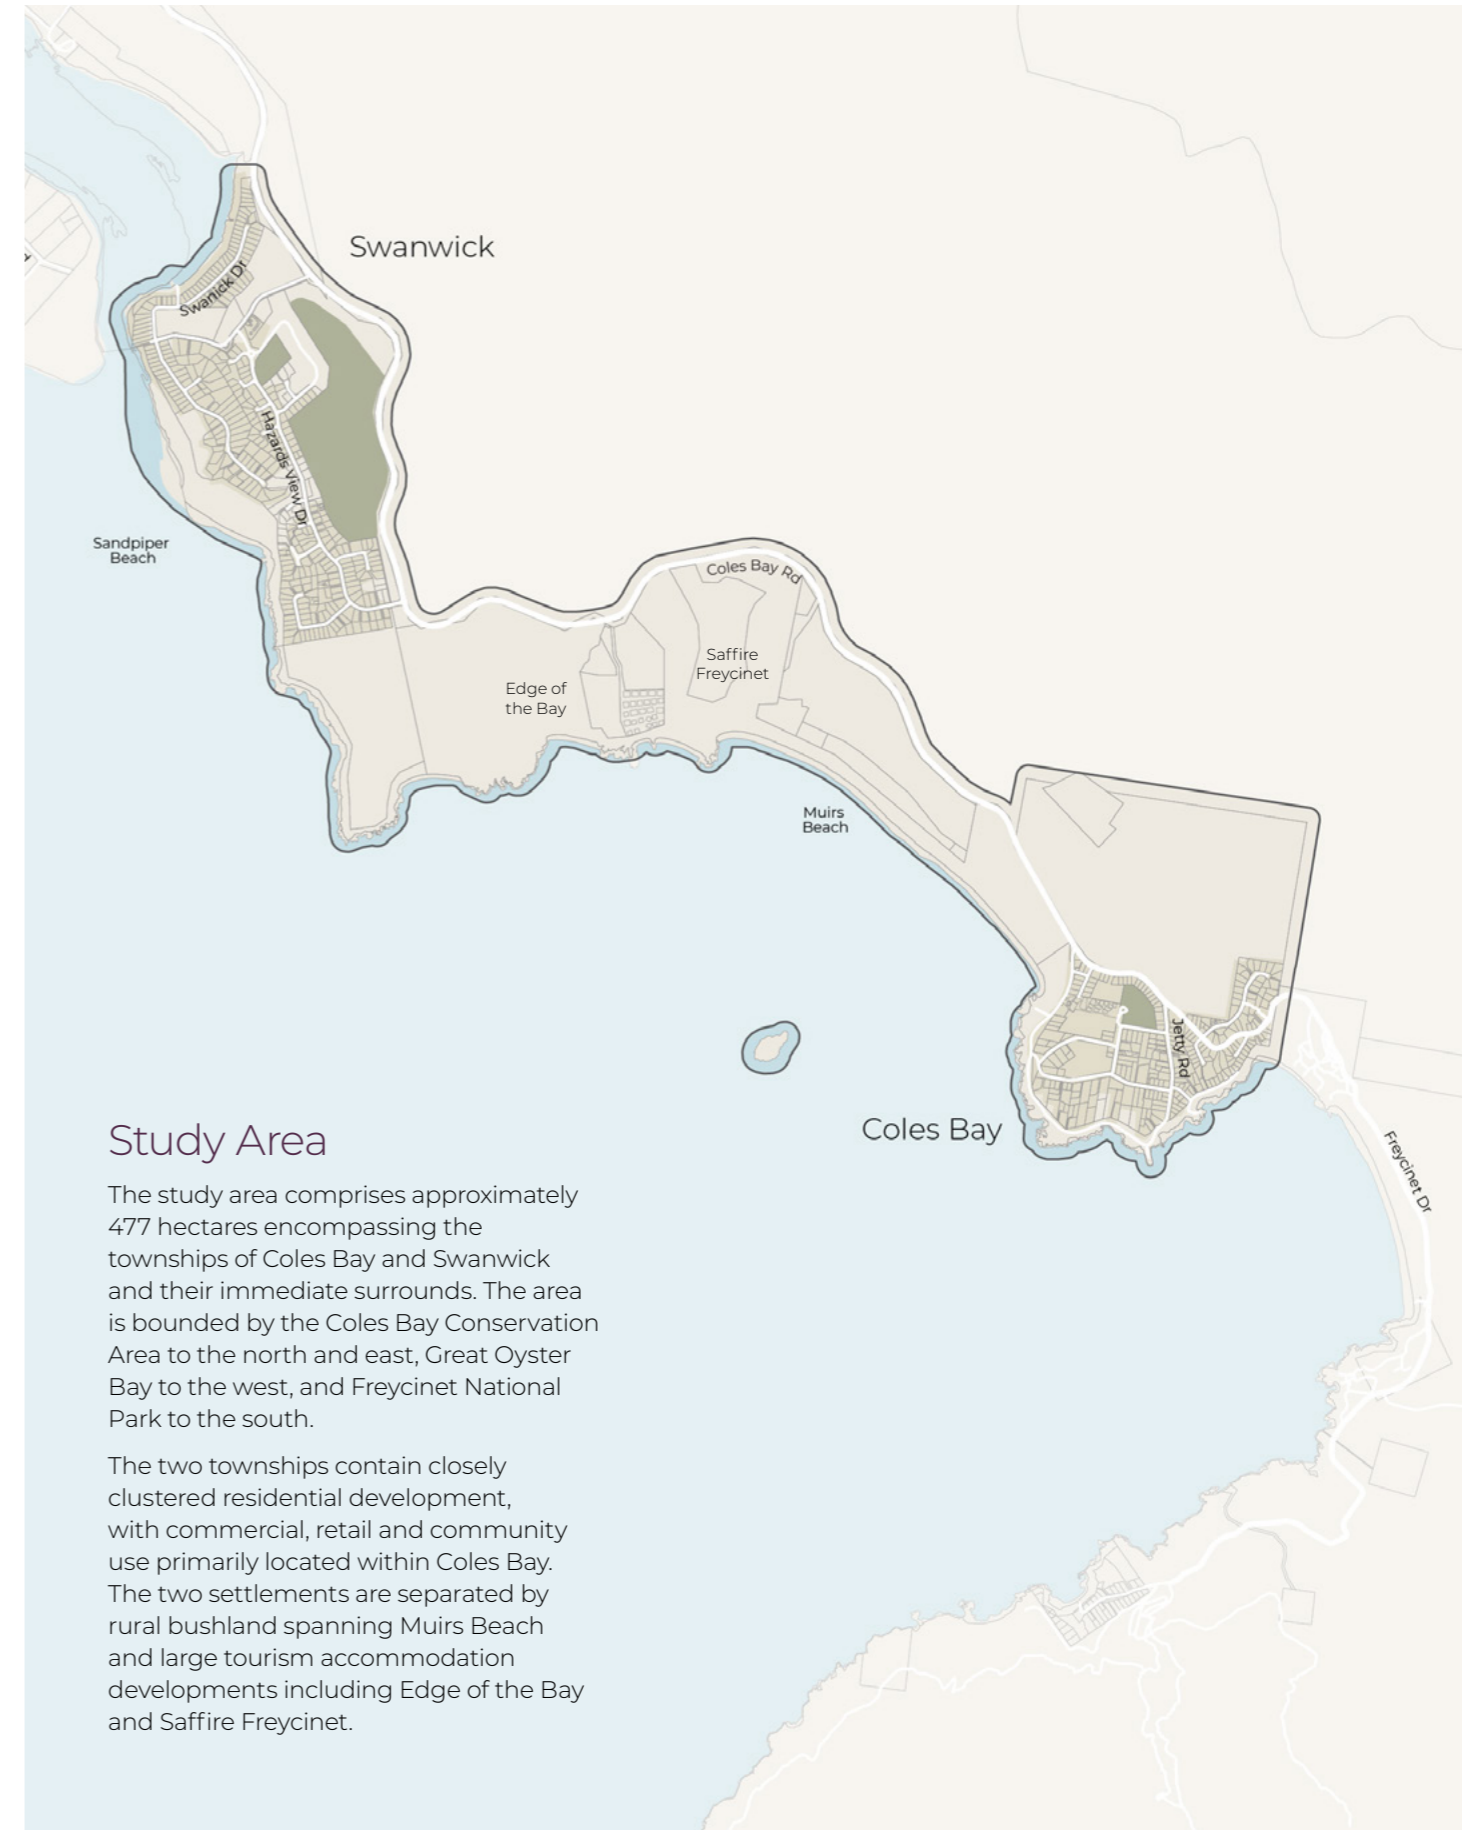 Swanwick
Swanick Dr
Hazards View Dr
Sandpiper
Beach
Coles Bay Rd
Saffire
Freycinet
Edge of
the Bay
Muirs
Beach
Jetty Rd
Coles Bay
Freycinet Dr
Study Area
The study area comprises approximately
477 hectares encompassing the
townships of Coles Bay and Swanwick
and their immediate surrounds. The area
is bounded by the Coles Bay Conservation
Area to the north and east, Great Oyster
Bay to the west, and Freycinet National
Park to the south.
The two townships contain closely
clustered residential development,
with commercial, retail and community
use primarily located within Coles Bay.
The two settlements are separated by
rural bushland spanning Muirs Beach
and large tourism accommodation
developments including Edge of the Bay
and Saffire Freycinet.